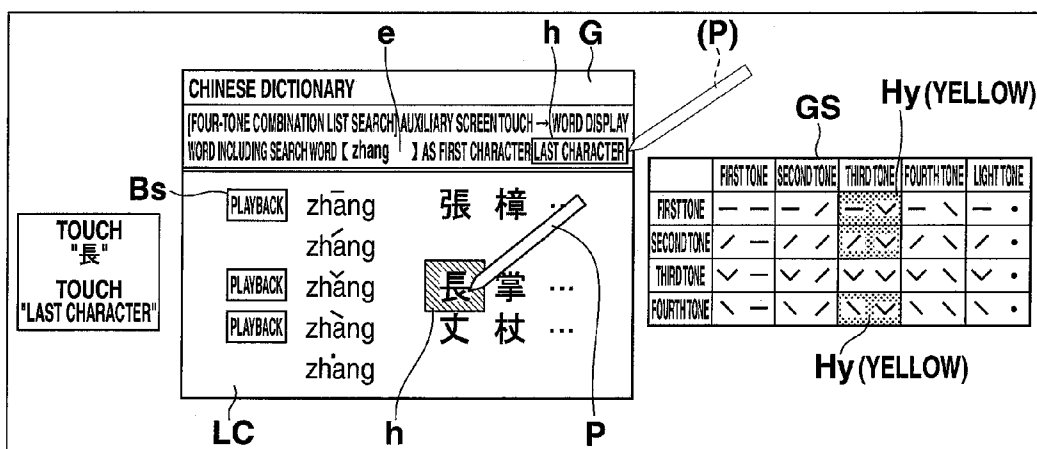 e h G (P)
CHINESE DICTIONARY
[FOUR-TONE COMBINATION LIST SEARCH] AUXILIARY SCREEN TOUCH → WORD DISPLAY
WORD INCLUDING SEARCH WORD【zhang 】AS FIRST CHARACTER LAST CHARACTER
Bs
PLAYBACK zhāng 張 樟 …
zháng
PLAYBACK zhǎng 長 掌 …
PLAYBACK zhàng 丈 杖 …
zhȧng
LC h P
TOUCH
"長"
TOUCH
"LAST CHARACTER"
GS Hy (YELLOW)
FIRST TONE SECOND TONE THIRD TONE FOURTH TONE LIGHT TONE
FIRST TONE – – – ⁄ – ∨ – \ – •
SECOND TONE ⁄ – ⁄ ⁄ ⁄ ∨ ⁄ \ ⁄ •
THIRD TONE ∨ – ∨ ⁄ ∨ ∨ ∨ \ ∨ •
FOURTH TONE \ – \ ⁄ \ ∨ \ \ \ •
Hy (YELLOW)